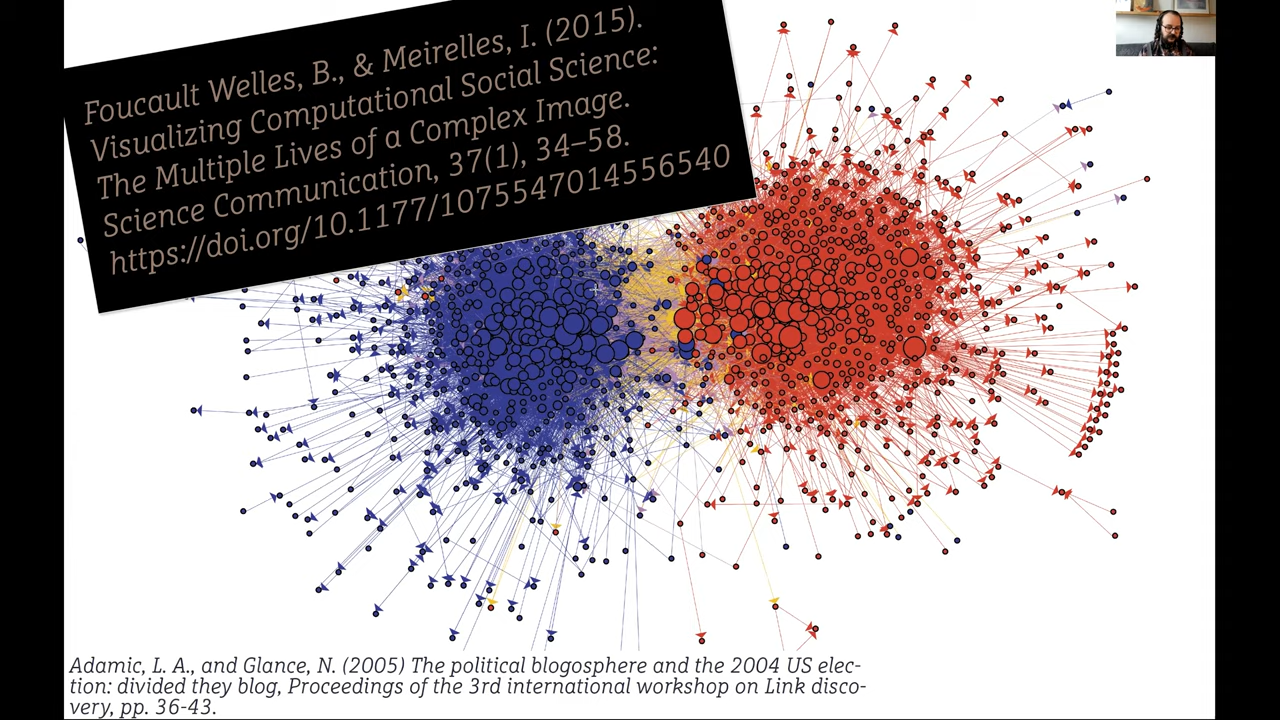 Foucault Welles, B., & Meirelles, I. (2015).
Visualizing Computational Social Science:
The Multiple Lives of a Complex Image.
Science Communication, 37(1), 34–58.
https://doi.org/10.1177/1075547014556540
Adamic, L. A., and Glance, N. (2005) The political blogosphere and the 2004 US elec-
tion: divided they blog, Proceedings of the 3rd international workshop on Link disco-
very, pp. 36-43.